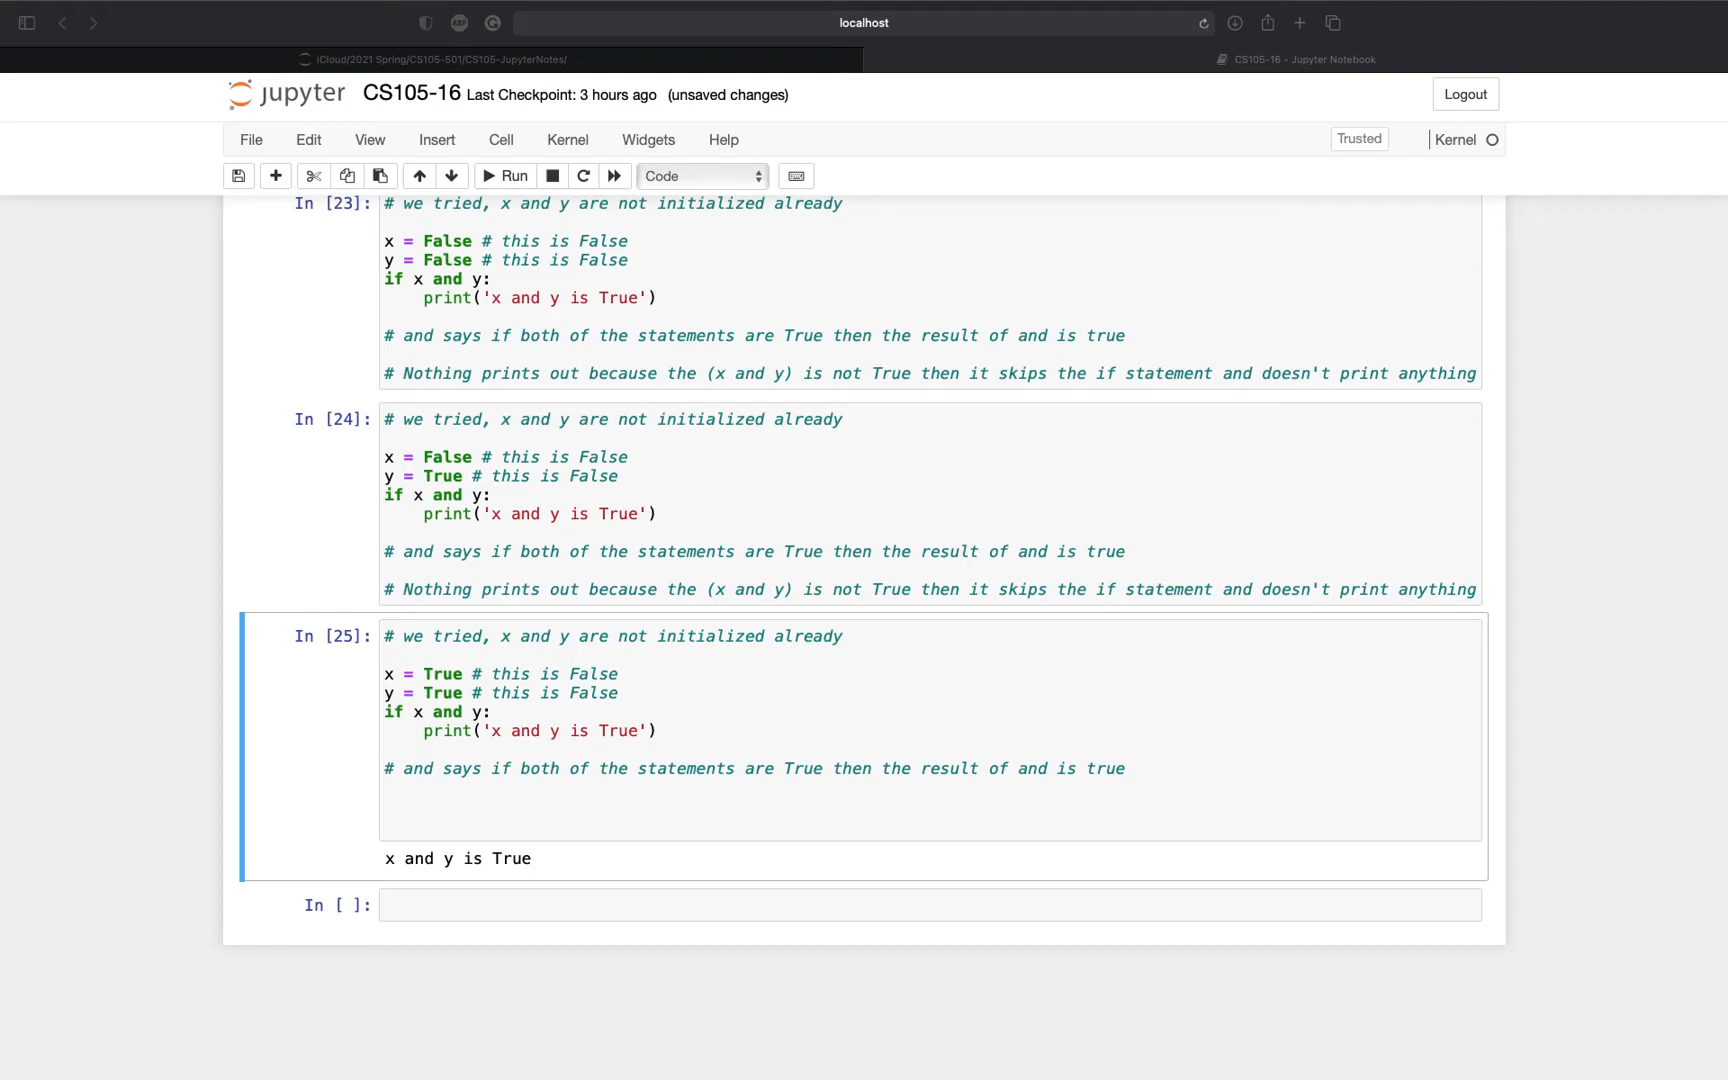 localhost
iCloud/2021 Spring/CS105-501/CS105-JupyterNotes/
CS105-16 - Jupyter Notebook
jupyter CS105-16 Last Checkpoint: 3 hours ago (unsaved changes)
Logout
File Edit View Insert Cell Kernel Widgets Help
Trusted
Kernel
Run
Code
In [23]: # we tried, x and y are not initialized already
x = False # this is False
y = False # this is False
if x and y:
print('x and y is True')
# and says if both of the statements are True then the result of and is true
# Nothing prints out because the (x and y) is not True then it skips the if statement and doesn't print anything
In [24]: # we tried, x and y are not initialized already
x = False # this is False
y = True # this is False
if x and y:
print('x and y is True')
# and says if both of the statements are True then the result of and is true
# Nothing prints out because the (x and y) is not True then it skips the if statement and doesn't print anything
In [25]: # we tried, x and y are not initialized already
x = True # this is False
y = True # this is False
if x and y:
print('x and y is True')
# and says if both of the statements are True then the result of and is true
x and y is True
In [ ]: